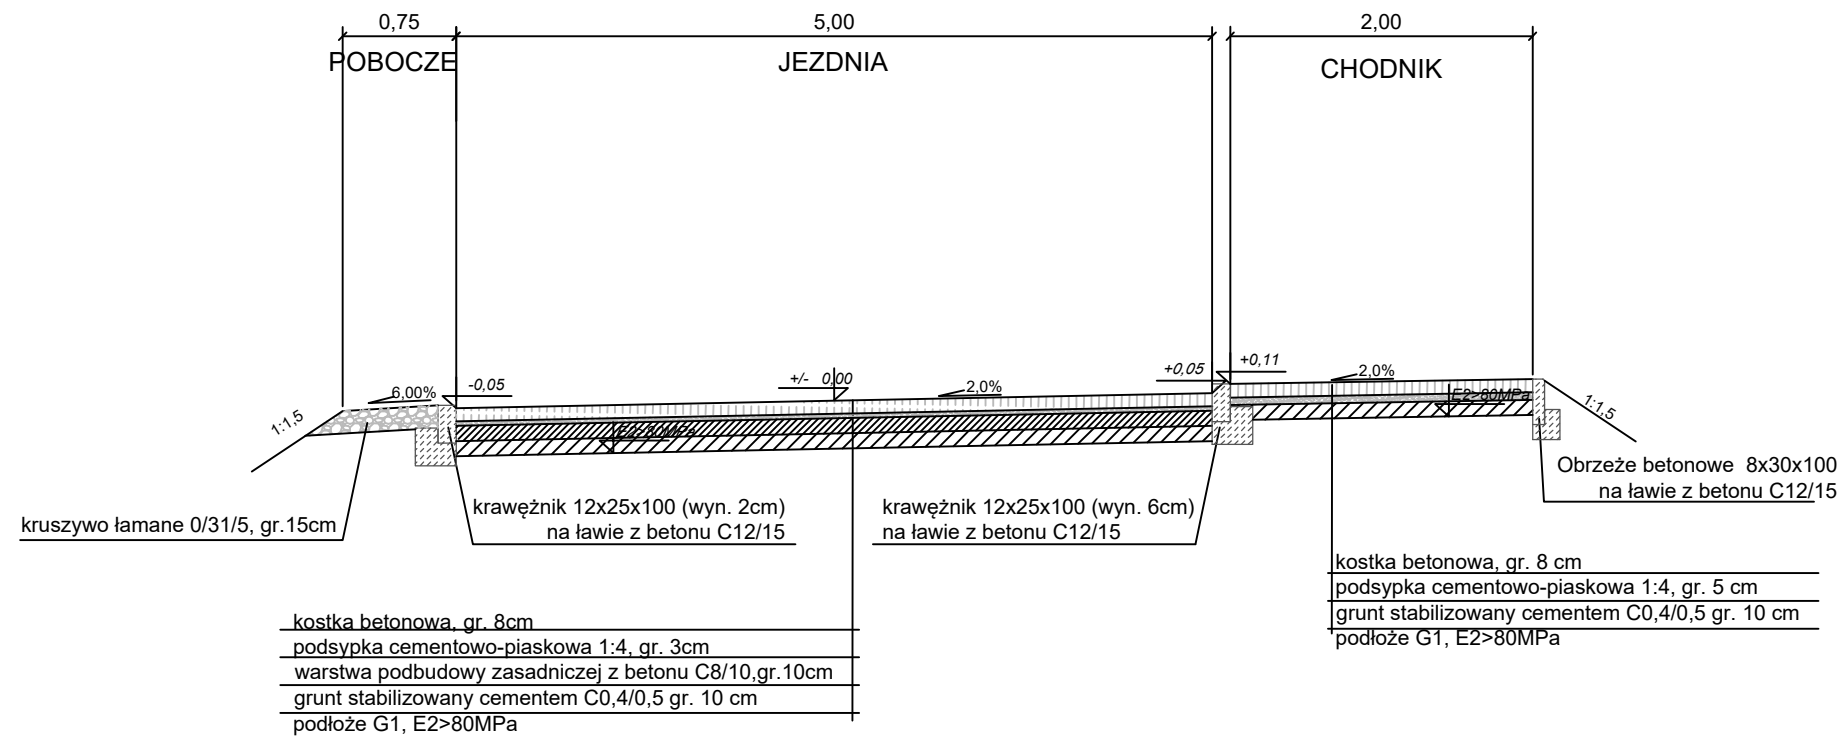 0,75
5,00
2,00
POBOCZE
JEZDNIA
CHODNIK
1:1,5
6,00%
-0,05
+/- 0,00
2,0%
+0,05
+0,11
2,0%
E2>80MPa
E2>80MPa
1:1,5
kruszywo łamane 0/31/5, gr.15cm
krawężnik 12x25x100 (wyn. 2cm)
na ławie z betonu C12/15
krawężnik 12x25x100 (wyn. 6cm)
na ławie z betonu C12/15
Obrzeże betonowe 8x30x100
na ławie z betonu C12/15
kostka betonowa, gr. 8cm
podsypka cementowo-piaskowa 1:4, gr. 3cm
warstwa podbudowy zasadniczej z betonu C8/10,gr.10cm
grunt stabilizowany cementem C0,4/0,5 gr. 10 cm
podłoże G1, E2>80MPa
kostka betonowa, gr. 8 cm
podsypka cementowo-piaskowa 1:4, gr. 5 cm
grunt stabilizowany cementem C0,4/0,5 gr. 10 cm
podłoże G1, E2>80MPa